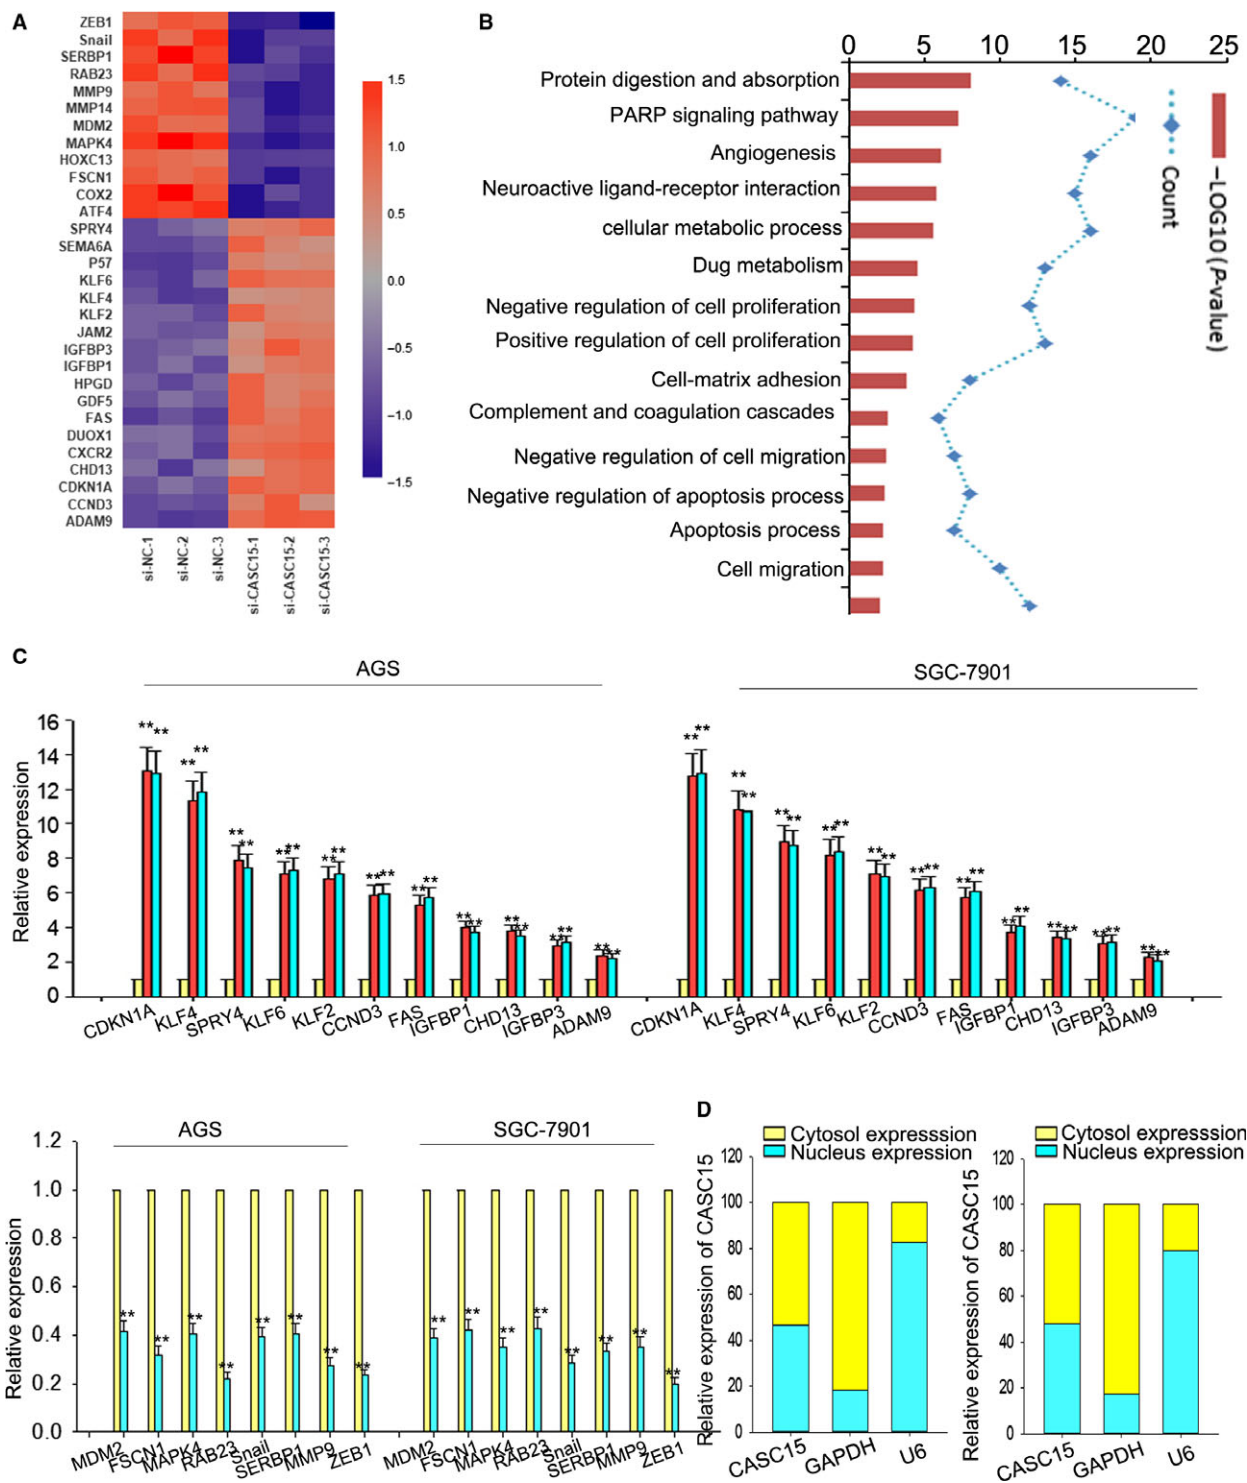 A
ZEB1
Snail
SERBP1
RAB23
MMP9
MMP14
MDM2
MAPK4
HOXC13
FSCN1
COX2
ATF4
SPRY4
SEMA6A
P57
KLF6
KLF4
KLF2
JAM2
IGFBP3
IGFBP1
HPGD
GDF5
FAS
DUOX1
CXCR2
CHD13
CDKN1A
CCND3
ADAM9
si-NC-1
si-NC-2
si-NC-3
si-CASC15-1
si-CASC15-2
si-CASC15-3
1.5
1.0
0.5
0.0
−0.5
−1.0
−1.5
B
0 5 10 15 20 25
Protein digestion and absorption
PARP signaling pathway
Angiogenesis
Neuroactive ligand-receptor interaction
cellular metabolic process
Dug metabolism
Negative regulation of cell proliferation
Positive regulation of cell proliferation
Cell-matrix adhesion
Complement and coagulation cascades
Negative regulation of cell migration
Negative regulation of apoptosis process
Apoptosis process
Cell migration
Count
−LOG10 (P-value)
C
AGS
SGC-7901
Relative expression
16
14
12
10
8
6
4
2
0
** ** ** ** ** ** ** ** ** ** ** ** ** ** ** ** ** ** ** ** ** **
** ** ** ** ** ** ** ** ** ** ** ** ** ** ** ** ** ** ** ** ** **
CDKN1A KLF4 SPRY4 KLF6 KLF2 CCND3 FAS IGFBP1 CHD13 IGFBP3 ADAM9
CDKN1A KLF4 SPRY4 KLF6 KLF2 CCND3 FAS IGFBP1 CHD13 IGFBP3 ADAM9
AGS
SGC-7901
Relative expression
1.2
1.0
0.8
0.6
0.4
0.2
0.0
** ** ** ** ** ** ** **
** ** ** ** ** ** ** **
MDM2 FSCN1 MAPK4 RAB23 Snail SERBP1 MMP9 ZEB1
MDM2 FSCN1 MAPK4 RAB23 Snail SERBP1 MMP9 ZEB1
D
Cytosol expresssion
Nucleus expression
Relative expression of CASC15
120
100
80
60
40
20
0
CASC15 GAPDH U6
Cytosol expresssion
Nucleus expression
Relative expression of CASC15
120
100
80
60
40
20
0
CASC15 GAPDH U6